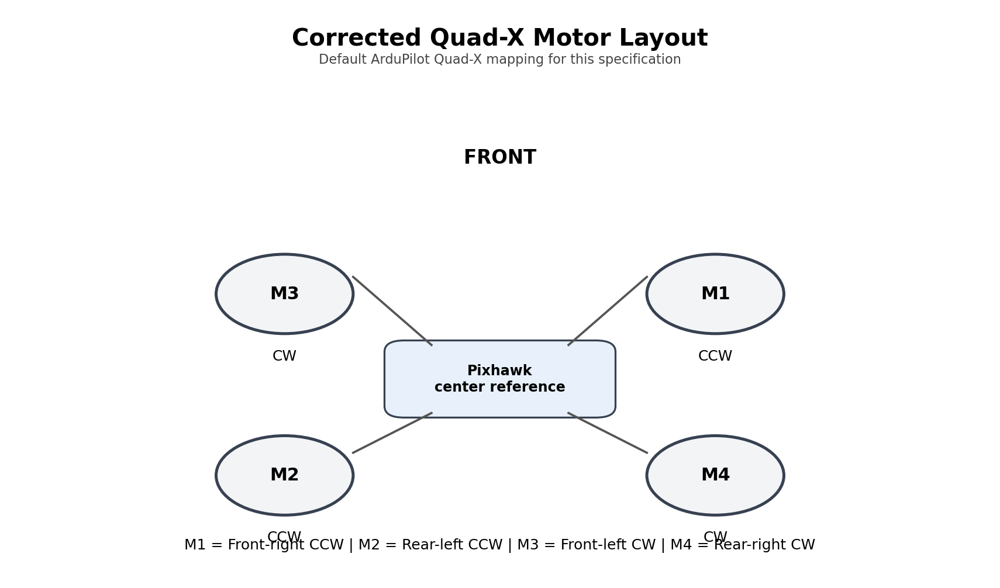 Corrected Quad-X Motor Layout
Default ArduPilot Quad-X mapping for this specification
FRONT
M3
M1
CW
CCW
Pixhawk
center reference
M2
M4
CCW
CW
M1 = Front-right CCW | M2 = Rear-left CCW | M3 = Front-left CW | M4 = Rear-right CW